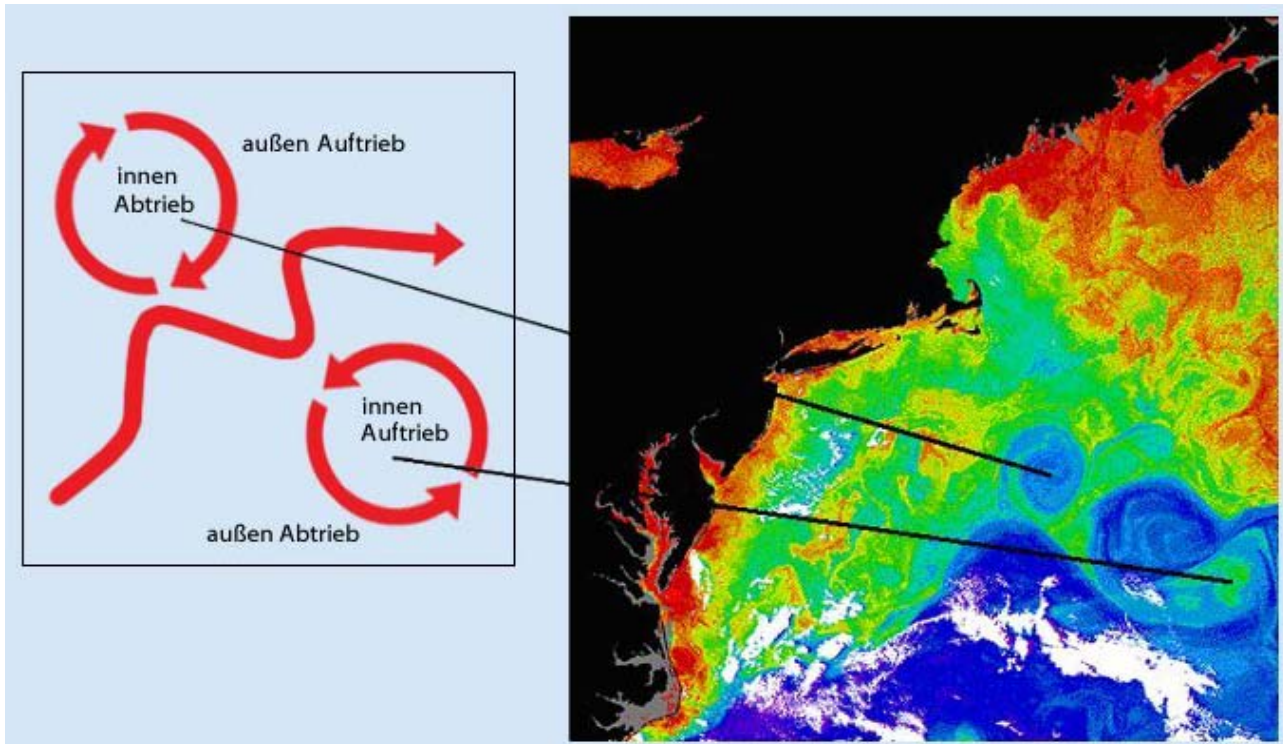 außen Auftrieb
innen
Abtrieb
innen
Auftrieb
außen Abtrieb